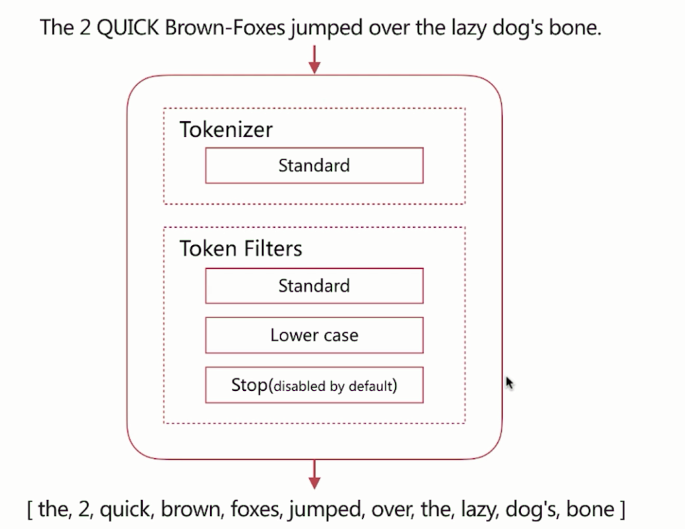 The 2 QUICK Brown-Foxes jumped over the lazy dog's bone.
Tokenizer
Standard
Token Filters
Standard
Lower case
Stop(disabled by default)
[ the, 2, quick, brown, foxes, jumped, over, the, lazy, dog's, bone ]